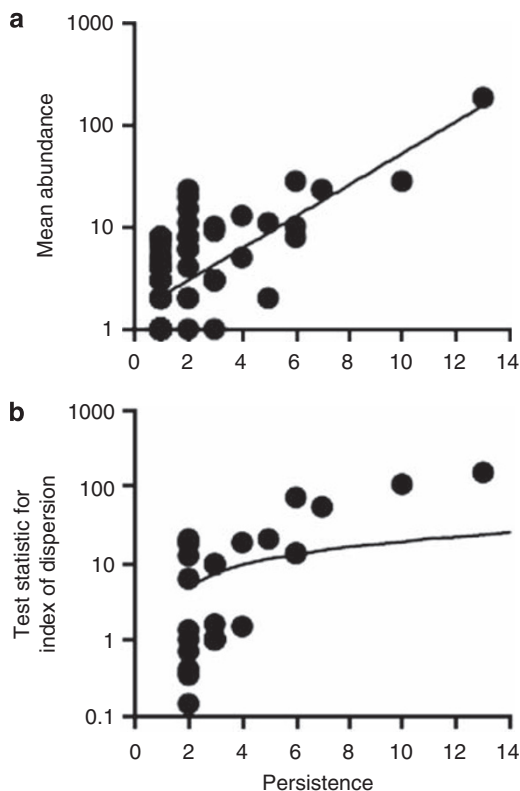 a
1000
100
10
1
Mean abundance
0 2 4 6 8 10 12 14
b
1000
100
10
1
0.1
Test statistic for
index of dispersion
0 2 4 6 8 10 12 14
Persistence